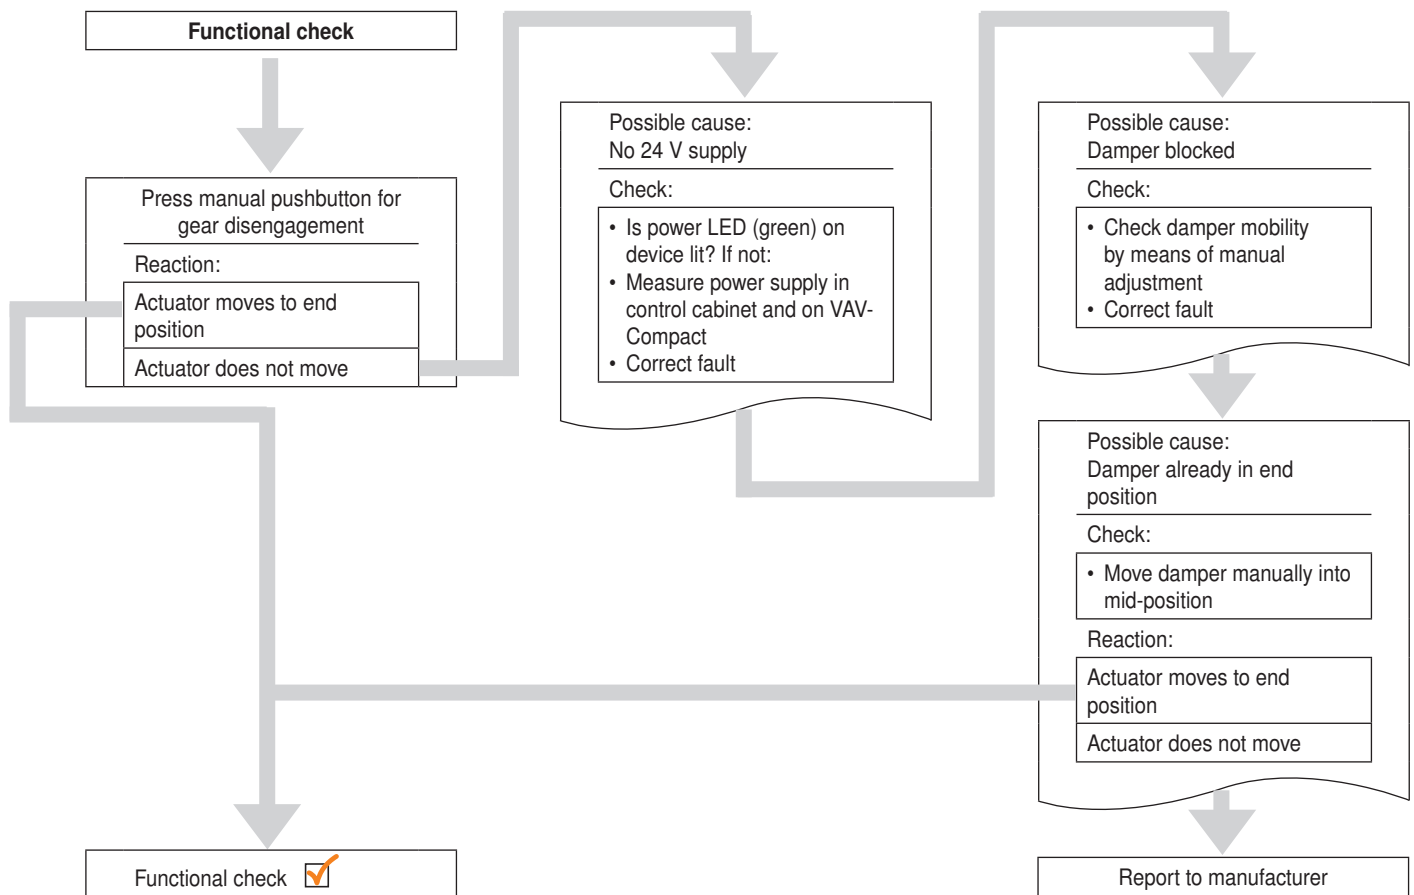 Functional check
Press manual pushbutton for
gear disengagement
Reaction:
Actuator moves to end
position
Actuator does not move
Possible cause:
No 24 V supply
Check:
• Is power LED (green) on
device lit? If not:
• Measure power supply in
control cabinet and on VAV-
Compact
• Correct fault
Possible cause:
Damper blocked
Check:
• Check damper mobility
by means of manual
adjustment
• Correct fault
Possible cause:
Damper already in end
position
Check:
• Move damper manually into
mid-position
Reaction:
Actuator moves to end
position
Actuator does not move
Functional check
Report to manufacturer